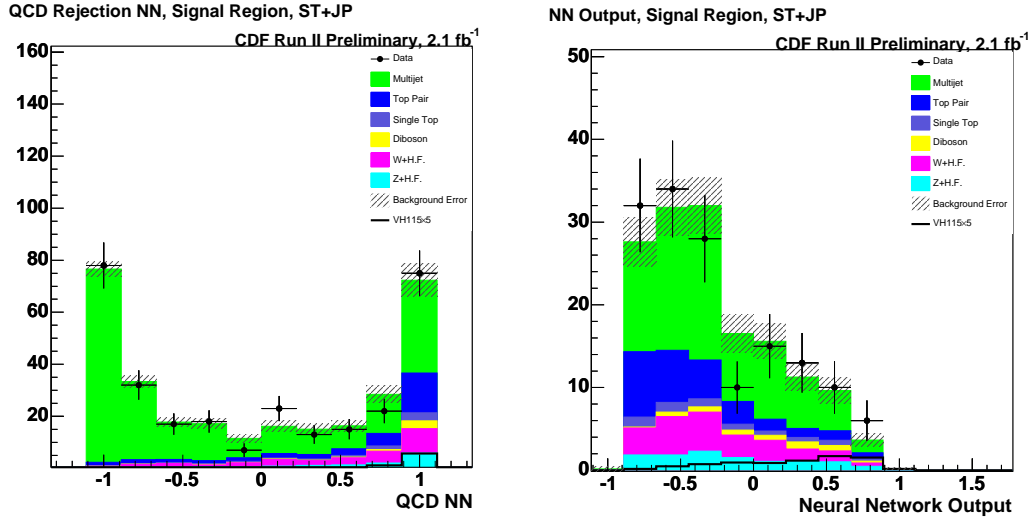 QCD Rejection NN, Signal Region, ST+JP
CDF Run II Preliminary, 2.1 fb⁻¹
160
140
120
100
80
60
40
20
Data
Multijet
Top Pair
Single Top
Diboson
W+H.F.
Z+H.F.
Background Error
VH115×5
-1 -0.5 0 0.5 1
QCD NN
NN Output, Signal Region, ST+JP
CDF Run II Preliminary, 2.1 fb⁻¹
50
40
30
20
10
0
Data
Multijet
Top Pair
Single Top
Diboson
W+H.F.
Z+H.F.
Background Error
VH115×5
-1 -0.5 0 0.5 1 1.5
Neural Network Output